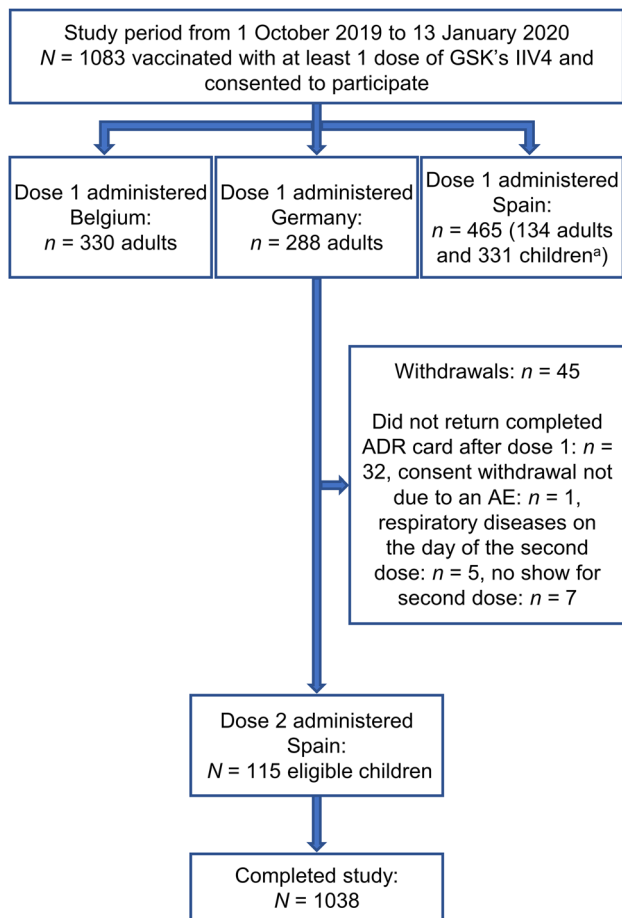 Study period from 1 October 2019 to 13 January 2020
N = 1083 vaccinated with at least 1 dose of GSK's IIV4 and
consented to participate
Dose 1 administered
Belgium:
n = 330 adults
Dose 1 administered
Germany:
n = 288 adults
Dose 1 administered
Spain:
n = 465 (134 adults
and 331 childrenᵃ)
Withdrawals: n = 45
Did not return completed
ADR card after dose 1: n =
32, consent withdrawal not
due to an AE: n = 1,
respiratory diseases on
the day of the second
dose: n = 5, no show for
second dose: n = 7
Dose 2 administered
Spain:
N = 115 eligible children
Completed study:
N = 1038